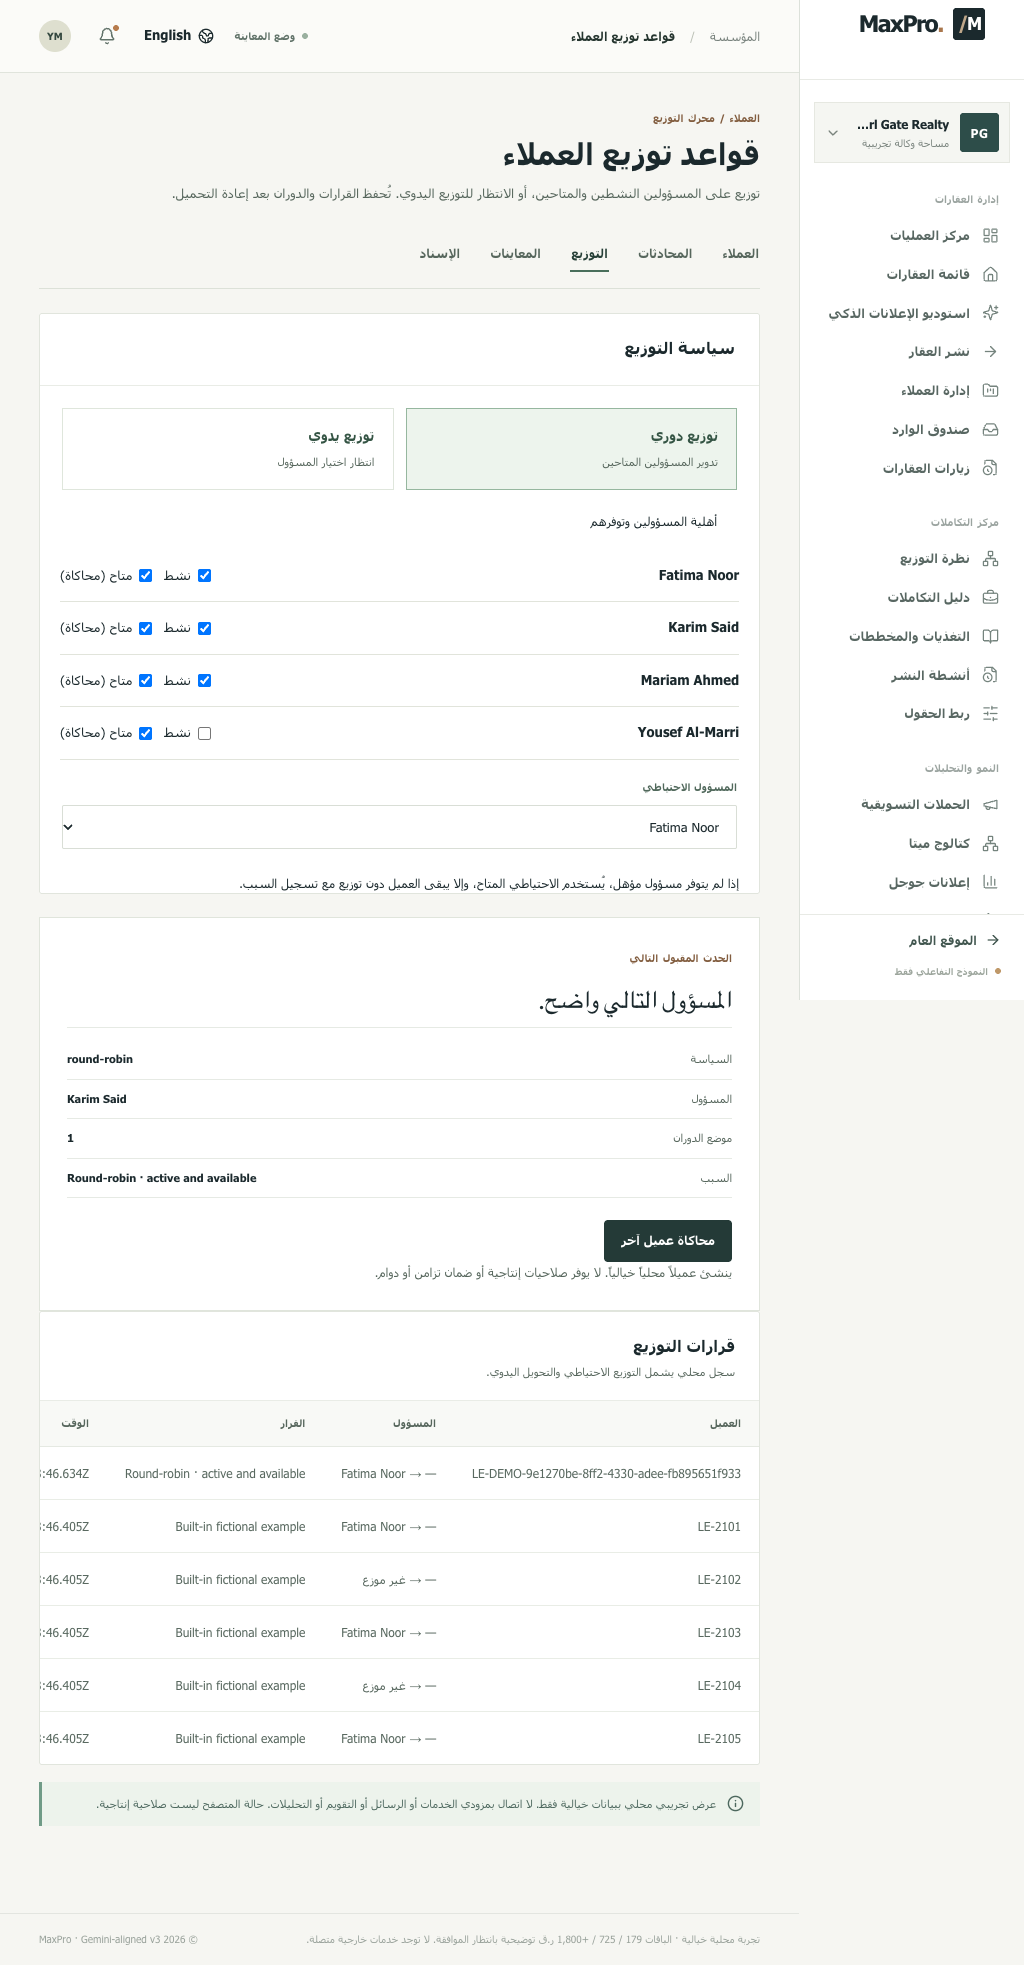 MaxPro.
/M
PG
rl Gate Realty...
مساحة وكالة تجريبية
إدارة العقارات
مركز العمليات
قائمة العقارات
استوديو الإعلانات الذكي
نشر العقار
إدارة العملاء
صندوق الوارد
زيارات العقارات
مركز التكاملات
نظرة التوزيع
دليل التكاملات
التغذيات والمخططات
أنشطة النشر
ربط الحقول
النمو والتحليلات
الحملات التسويقية
كتالوج ميتا
إعلانات جوجل
الموقع العام
النموذج التفاعلي فقط
المؤسسة / قواعد توزيع العملاء
وضع المعاينة
English
YM
العملاء / محرك التوزيع
قواعد توزيع العملاء
توزيع على المسؤولين النشطين والمتاحين، أو الانتظار للتوزيع اليدوي. تُحفظ القرارات والدوران بعد إعادة التحميل.
العملاء المحادثات التوزيع المعاينات الإسناد
سياسة التوزيع
توزيع دوري
تدوير المسؤولين المتاحين
توزيع يدوي
انتظار اختيار المسؤول
أهلية المسؤولين وتوفرهم
Fatima Noor نشط متاح (محاكاة)
Karim Said نشط متاح (محاكاة)
Mariam Ahmed نشط متاح (محاكاة)
Yousef Al-Marri نشط متاح (محاكاة)
المسؤول الاحتياطي
Fatima Noor
إذا لم يتوفر مسؤول مؤهل، يُستخدم الاحتياطي المتاح، وإلا يبقى العميل دون توزيع مع تسجيل السبب.
الحدث المقبول التالي
المسؤول التالي واضح.
السياسة round-robin
المسؤول Karim Said
موضع الدوران 1
السبب Round-robin · active and available
محاكاة عميل آخر
ينشئ عميلاً محلياً خيالياً. لا يوفر صلاحيات إنتاجية أو ضمان تزامن أو دوام.
قرارات التوزيع
سجل محلي يشمل التوزيع الاحتياطي والتحويل اليدوي.
العميل المسؤول القرار الوقت
LE-DEMO-9e1270be-8ff2-4330-adee-fb895651f933 — → Fatima Noor Round-robin · active and available :46.634Z
LE-2101 — → Fatima Noor Built-in fictional example :46.405Z
LE-2102 — → غير موزع Built-in fictional example :46.405Z
LE-2103 — → Fatima Noor Built-in fictional example :46.405Z
LE-2104 — → غير موزع Built-in fictional example :46.405Z
LE-2105 — → Fatima Noor Built-in fictional example :46.405Z
عرض تجريبي محلي ببيانات خيالية فقط. لا اتصال بمزودي الخدمات أو الرسائل أو التقويم أو التحليلات. حالة المتصفح ليست صلاحية إنتاجية.
تجربة محلية خيالية · الباقات 179 / 725 / +1,800 ر.ق توضيحية بانتظار الموافقة. لا توجد خدمات خارجية متصلة.
MaxPro · Gemini-aligned v3 2026 ©